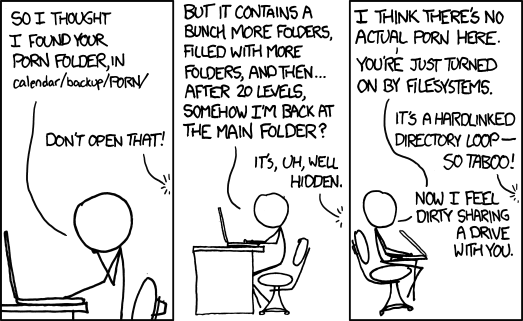 SO I THOUGHT
I FOUND YOUR
PORN FOLDER, IN
calendar/backup/PORN/
DON'T OPEN THAT!
BUT IT CONTAINS A
BUNCH MORE FOLDERS,
FILLED WITH MORE
FOLDERS, AND THEN...
AFTER 20 LEVELS,
SOMEHOW I'M BACK AT
THE MAIN FOLDER?
IT'S, UH, WELL
HIDDEN.
I THINK THERE'S NO
ACTUAL PORN HERE.
YOU'RE JUST TURNED
ON BY FILESYSTEMS.
IT'S A HARDLINKED
DIRECTORY LOOP—
SO TABOO!
NOW I FEEL
DIRTY SHARING
A DRIVE
WITH YOU.